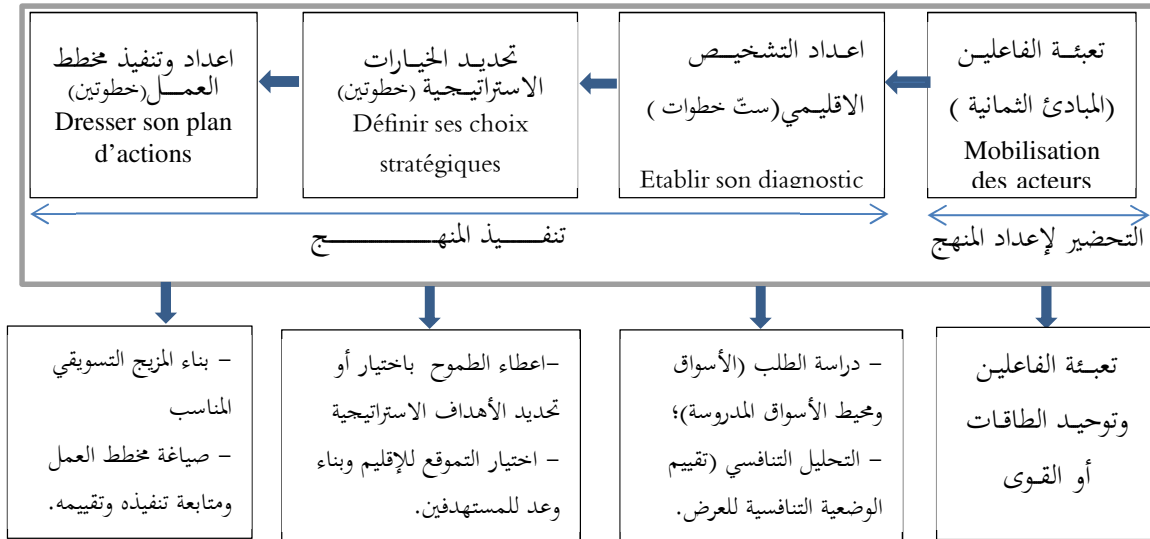 تعبئة الفاعلين
(المبادئ الثمانية )
Mobilisation
des acteurs
اعداد التشخيص
الاقليمي(ستّ خطوات )
Etablir son diagnostic
تحديد الخيارات
الاستراتيجية (خطوتين)
Définir ses choix
stratégiques
اعداد وتنفيذ مخطط
العمل(خطوتين)
Dresser son plan
d’actions
التحضير لإعداد المنهج
تنفيذ المنهج
تعبئة الفاعلين
وتوحيد الطاقات
أو القوى
– دراسة الطلب (الأسواق
ومحيط الأسواق المدروسة)؛
– التحليل التنافسي (تقييم
الوضعية التنافسية للعرض.
–اعطاء الطموح باختيار أو
تحديد الأهداف الاستراتيجية
– اختيار التموقع للإقليم وبناء
وعد للمستهدفين.
– بناء المزيج التسويقي
المناسب
– صياغة مخطط العمل
ومتابعة تنفيذه وتقييمه.